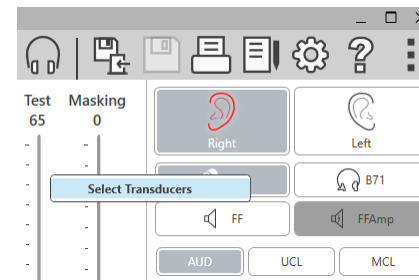 Test Masking
65 0
Right Left
Select Transducers
B71
FF FFAmp
AUD UCL MCL